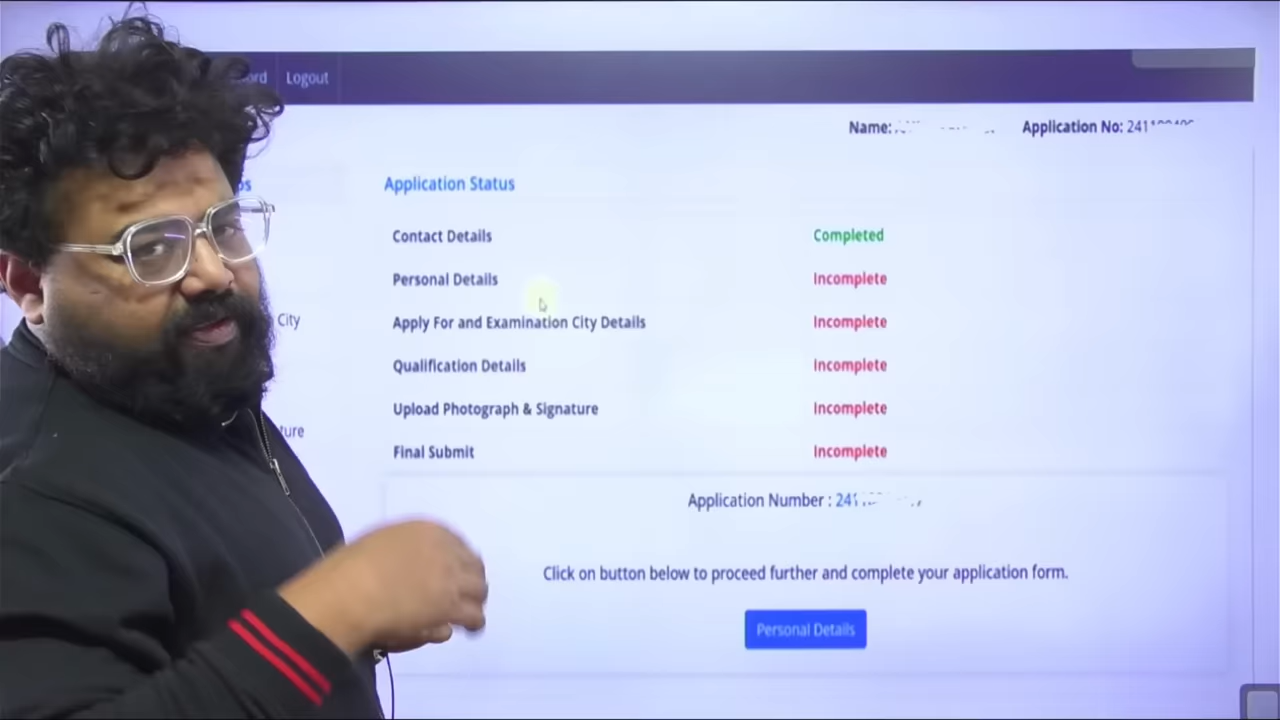 Logout
Name:
Application No: 241
Application Status
Contact Details Completed
Personal Details Incomplete
City
Apply For and Examination City Details Incomplete
Qualification Details Incomplete
Upload Photograph & Signature Incomplete
Final Submit Incomplete
Application Number : 241
Click on button below to proceed further and complete your application form.
Personal Details